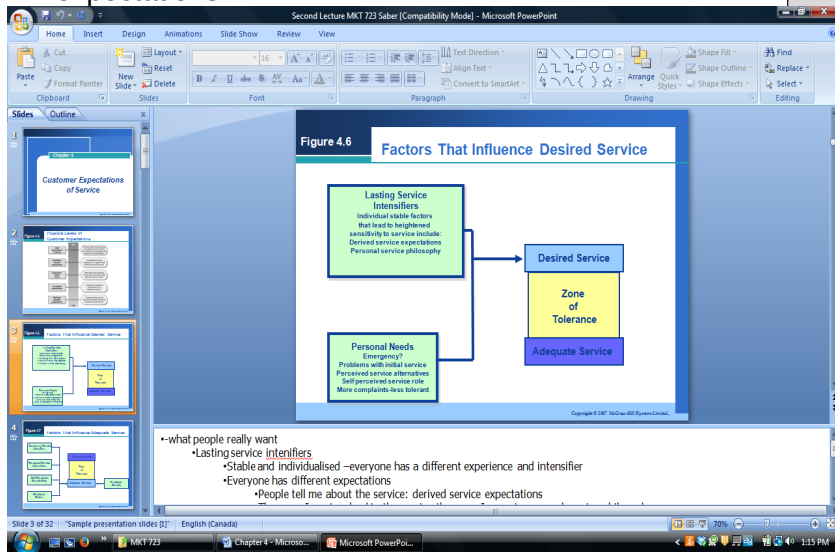 Second Lecture MKT 723 Saber [Compatibility Mode] - Microsoft PowerPoint
Home Insert Design Animations Slide Show Review View
Paste
Cut
Copy
Format Painter
Clipboard
New
Slide
Layout
Reset
Delete
Slides
16
B I U abc S AV Aa A
Font
Text Direction
Align Text
Convert to SmartArt
Paragraph
Arrange
Quick
Styles
Shape Fill
Shape Outline
Shape Effects
Drawing
Find
Replace
Select
Editing
Slides Outline x
1
Chapter 4
Customer Expectations
of Service
2
Possible Levels of
Customer Expectations
3
Factors That Influence Desired Service
4
Factors That Influence Adequate Service
Figure 4.6
Factors That Influence Desired Service
Lasting Service
Intensifiers
Individual stable factors
that lead to heightened
sensitivity to service include:
Derived service expectations
Personal service philosophy
Personal Needs
Emergency?
Problems with initial service
Perceived service alternatives
Self perceived service role
More complaints-less tolerant
Desired Service
Zone
of
Tolerance
Adequate Service
Copyright © 2007 McGraw-Hill Ryerson Limited.
•-what people really want
•Lasting service intenifiers
•Stable and individualised –everyone has a different experience and intensifier
•Everyone has different expectations
•People tell me about the service: derived service expectations
Slide 3 of 32 "Sample presentation slides [1]" English (Canada) 70%
MKT 723 Chapter 4 - Microso... Microsoft PowerPoi... 1:15 PM